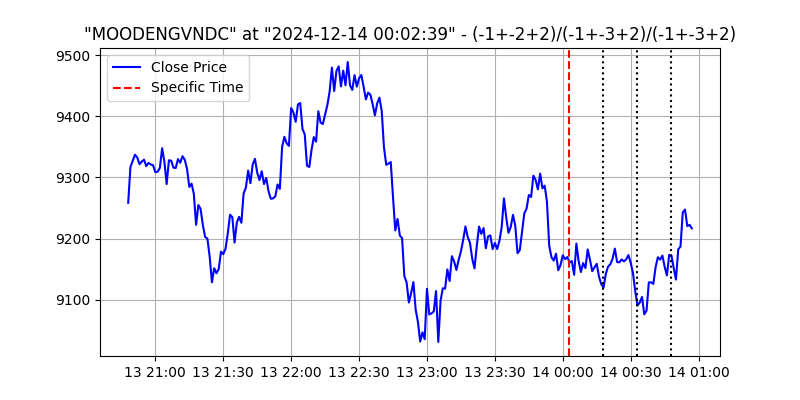 "MOODENGVNDC" at "2024-12-14 00:02:39" - (-1+-2+2)/(-1+-3+2)/(-1+-3+2)
Close Price
Specific Time
9500
9400
9300
9200
9100
13 21:00 13 21:30 13 22:00 13 22:30 13 23:00 13 23:30 14 00:00 14 00:30 14 01:00